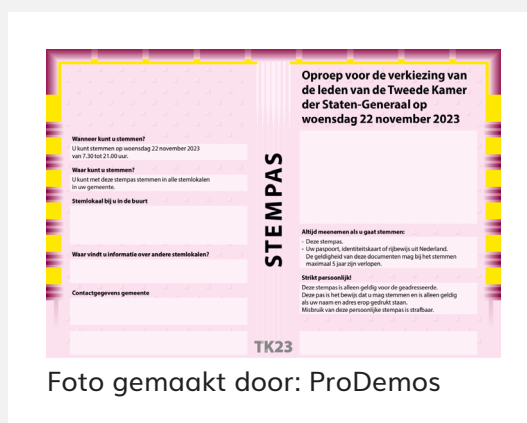 Wanneer kunt u stemmen?
U kunt stemmen op woensdag 22 november 2023
van 7.30 tot 21.00 uur.
Waar kunt u stemmen?
U kunt met deze stempas stemmen in alle stemlokalen
in uw gemeente.
Stemlokaal bij u in de buurt
Waar vindt u informatie over andere stemlokalen?
Contactgegevens gemeente
STEMPAS
TK23
Oproep voor de verkiezing van
de leden van de Tweede Kamer
der Staten-Generaal op
woensdag 22 november 2023
Altijd meenemen als u gaat stemmen:
- Deze stempas.
- Uw paspoort, identiteitskaart of rijbewijs uit Nederland.
De geldigheid van deze documenten mag bij het stemmen
maximaal 5 jaar zijn verlopen.
Strikt persoonlijk!
Deze stempas is alleen geldig voor de geadresseerde.
Deze pas is het bewijs dat u mag stemmen en is alleen geldig
als uw naam en adres erop gedrukt staan.
Misbruik van deze persoonlijke stempas is strafbaar.
Foto gemaakt door: ProDemos